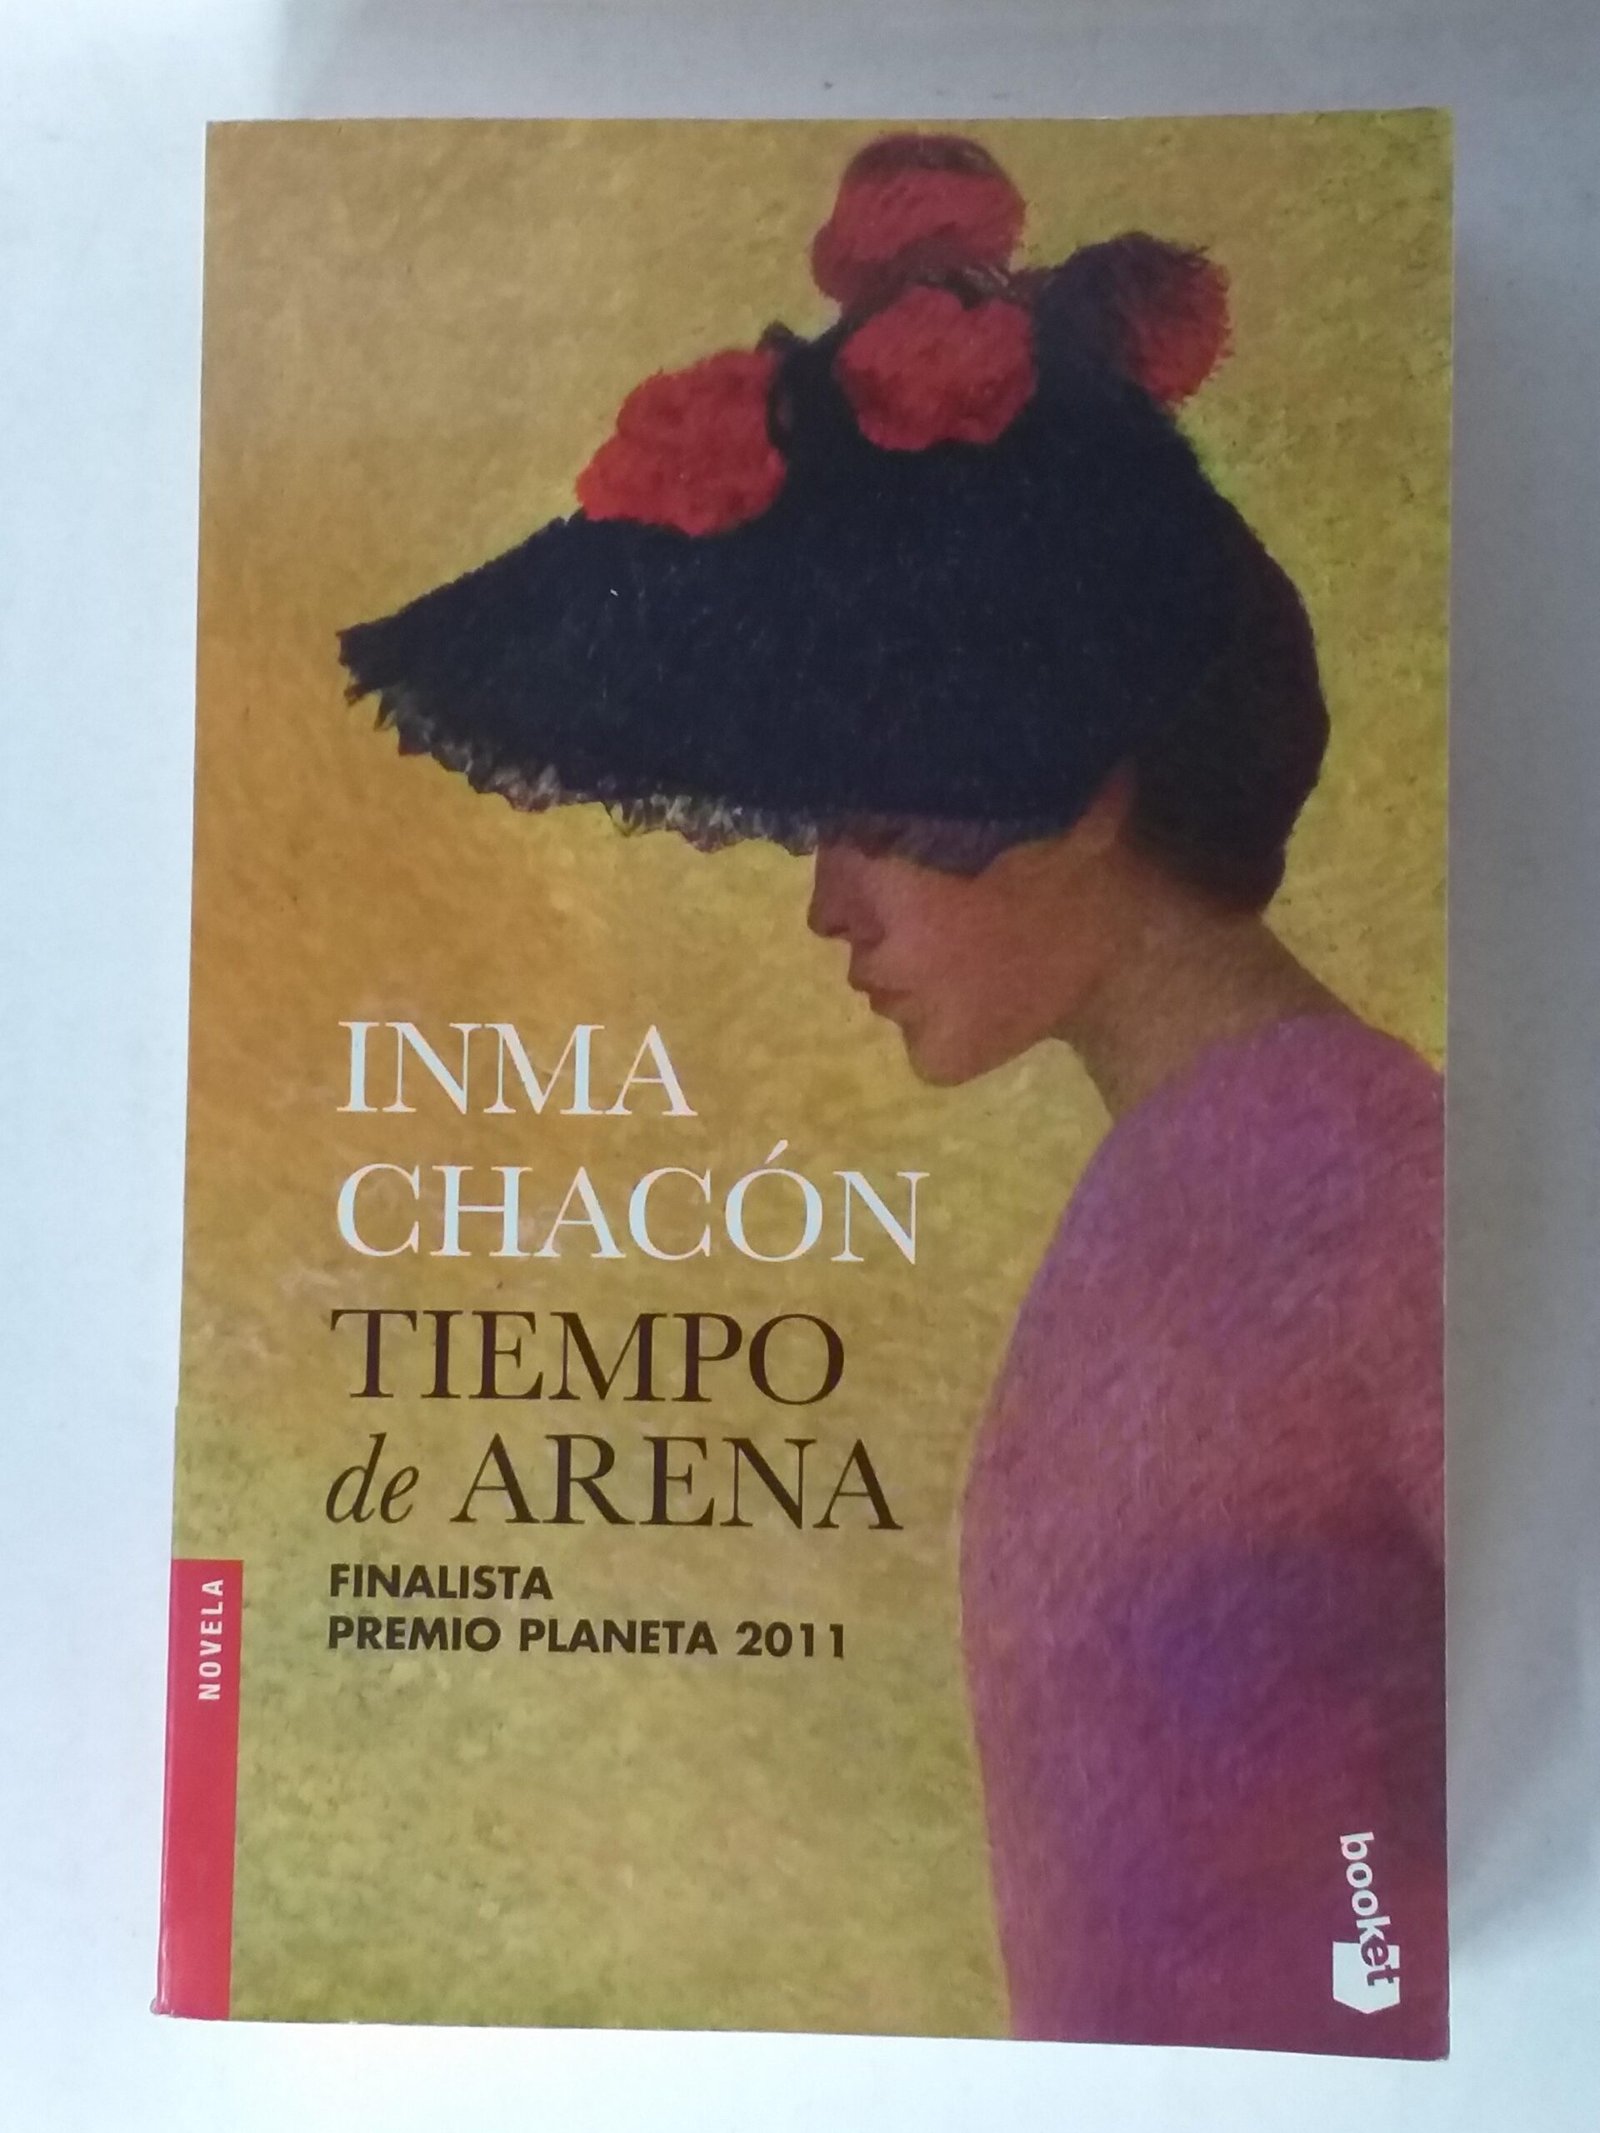 INMA
CHACÓN
TIEMPO
de ARENA
FINALISTA
PREMIO PLANETA 2011
NOVELA
booket